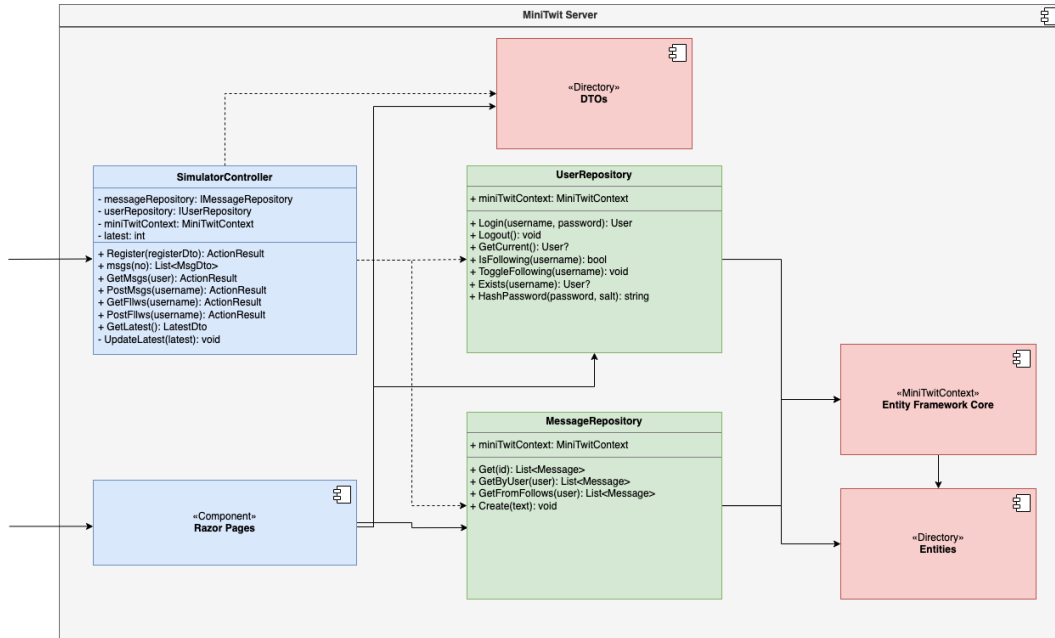 MiniTwit Server
«Directory»
DTOs
SimulatorController
- messageRepository: IMessageRepository
- userRepository: IUserRepository
- miniTwitContext: MiniTwitContext
- latest: int
+ Register(registerDto): ActionResult
+ msgs(no): List<MsgDto>
+ GetMsgs(user): ActionResult
+ PostMsgs(username): ActionResult
+ GetFllws(username): ActionResult
+ PostFllws(username): ActionResult
+ GetLatest(): LatestDto
- UpdateLatest(latest): void
UserRepository
+ miniTwitContext: MiniTwitContext
+ Login(username, password): User
+ Logout(): void
+ GetCurrent(): User?
+ IsFollowing(username): bool
+ ToggleFollowing(username): void
+ Exists(username): User?
+ HashPassword(password, salt): string
«MiniTwitContext»
Entity Framework Core
MessageRepository
+ miniTwitContext: MiniTwitContext
+ Get(id): List<Message>
+ GetByUser(user): List<Message>
+ GetFromFollows(user): List<Message>
+ Create(text): void
«Component»
Razor Pages
«Directory»
Entities